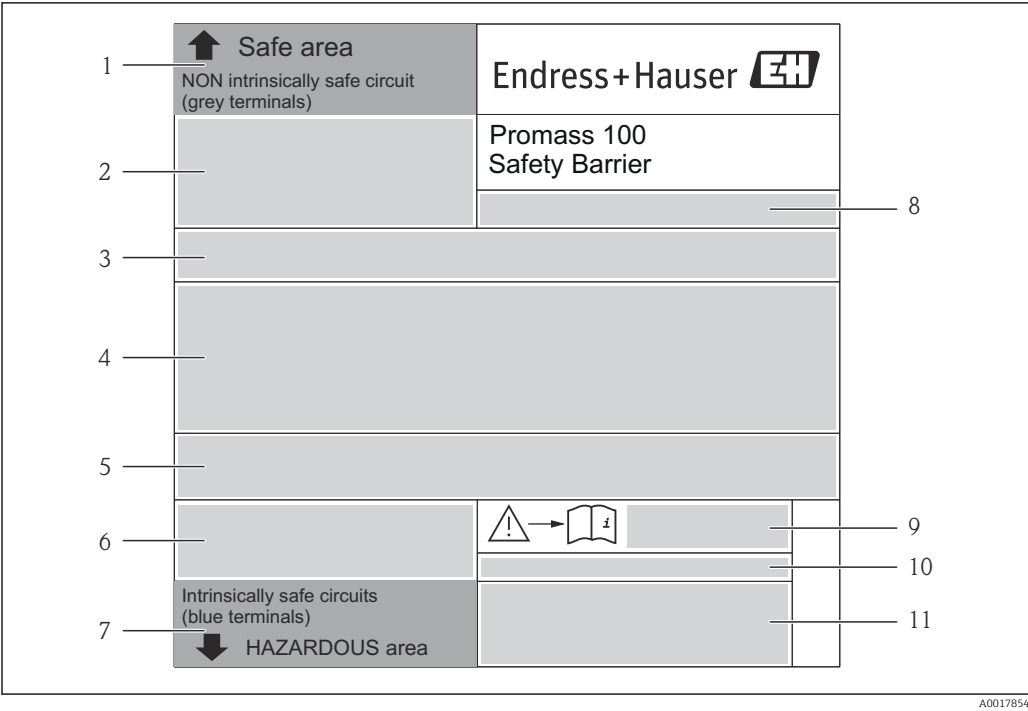 Safe area
NON intrinsically safe circuit
(grey terminals)
Endress+Hauser EH
Promass 100
Safety Barrier
1
2
8
3
4
5
6
i
9
10
Intrinsically safe circuits
(blue terminals)
7
HAZARDOUS area
11
A0017854